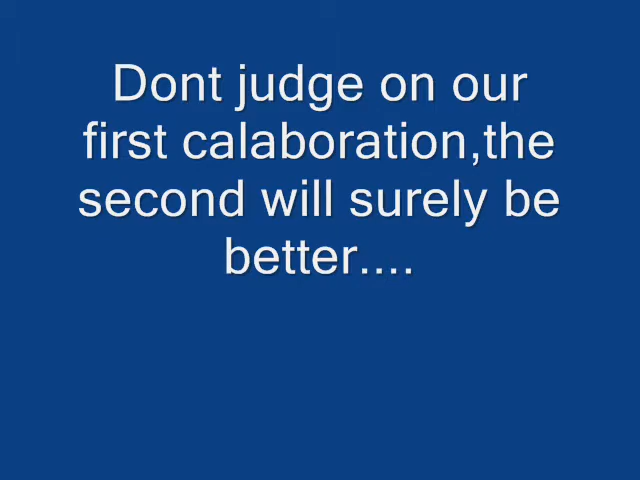 Dont judge on our
first calaboration,the
second will surely be
better....